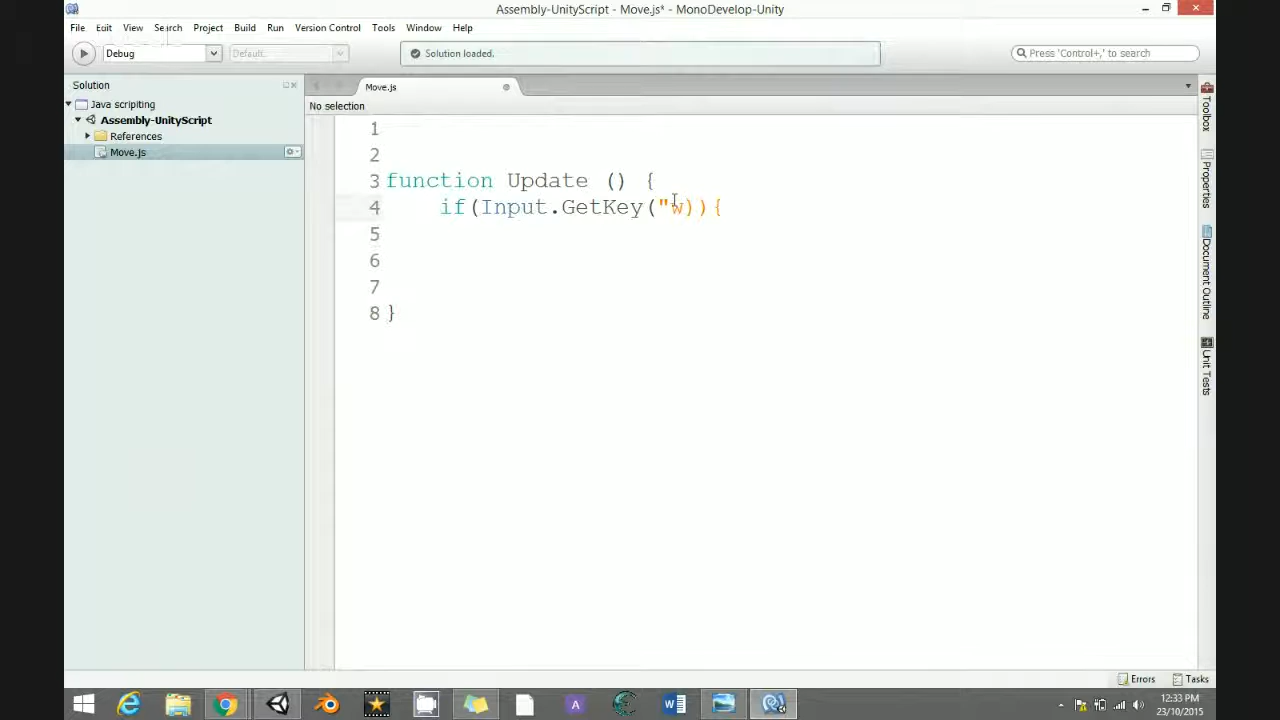 Assembly-UnityScript - Move.js* - MonoDevelop-Unity
File Edit View Search Project Build Run Version Control Tools Window Help
Debug Default Solution loaded. Press 'Control+,' to search
Solution Move.js
Java scripiting No selection
Assembly-UnityScript
References
Move.js
1
2
3 function Update () {
4 if(Input.GetKey("w)){
5
6
7
8 }
Toolbox
Properties
Document Outline
Unit Tests
Errors Tasks
A
12:33 PM
23/10/2015